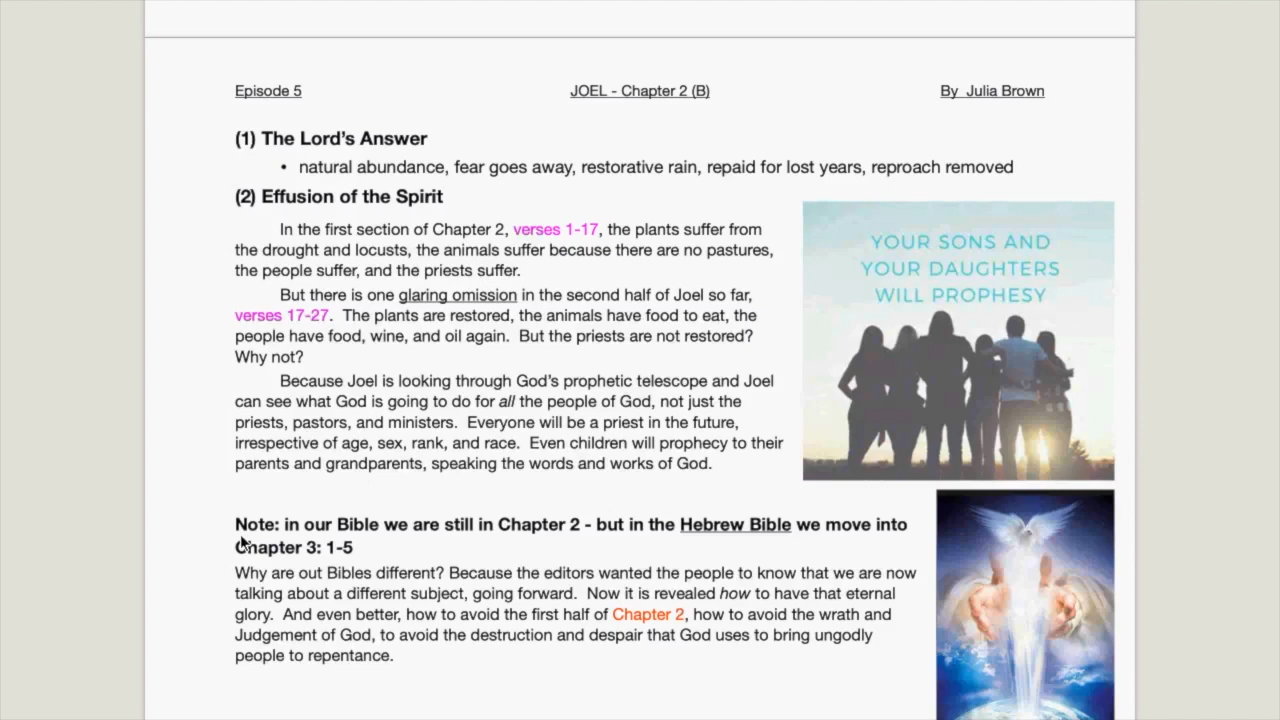 Episode 5 JOEL - Chapter 2 (B) By Julia Brown
(1) The Lord's Answer
• natural abundance, fear goes away, restorative rain, repaid for lost years, reproach removed
(2) Effusion of the Spirit
In the first section of Chapter 2, verses 1-17, the plants suffer from
the drought and locusts, the animals suffer because there are no pastures,
the people suffer, and the priests suffer.
But there is one glaring omission in the second half of Joel so far,
verses 17-27. The plants are restored, the animals have food to eat, the
people have food, wine, and oil again. But the priests are not restored?
Why not?
Because Joel is looking through God's prophetic telescope and Joel
can see what God is going to do for all the people of God, not just the
priests, pastors, and ministers. Everyone will be a priest in the future,
irrespective of age, sex, rank, and race. Even children will prophecy to their
parents and grandparents, speaking the words and works of God.
YOUR SONS AND
YOUR DAUGHTERS
WILL PROPHESY
Note: in our Bible we are still in Chapter 2 - but in the Hebrew Bible we move into
Chapter 3: 1-5
Why are out Bibles different? Because the editors wanted the people to know that we are now
talking about a different subject, going forward. Now it is revealed how to have that eternal
glory. And even better, how to avoid the first half of Chapter 2, how to avoid the wrath and
Judgement of God, to avoid the destruction and despair that God uses to bring ungodly
people to repentance.